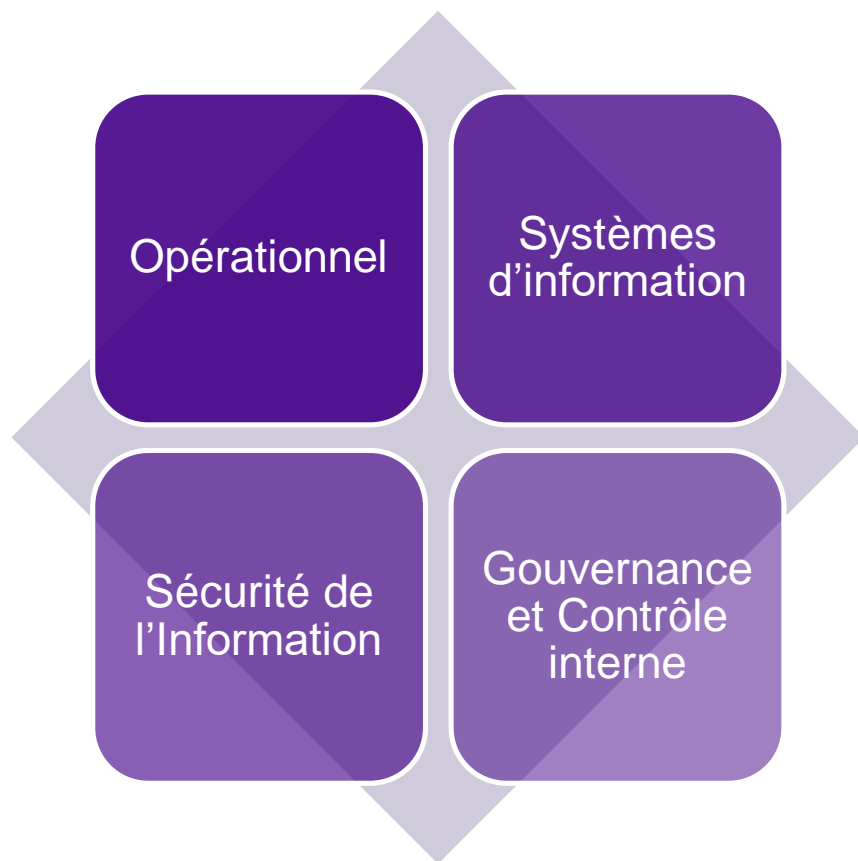 Opérationnel
Systèmes
d’information
Sécurité de
l’Information
Gouvernance
et Contrôle
interne